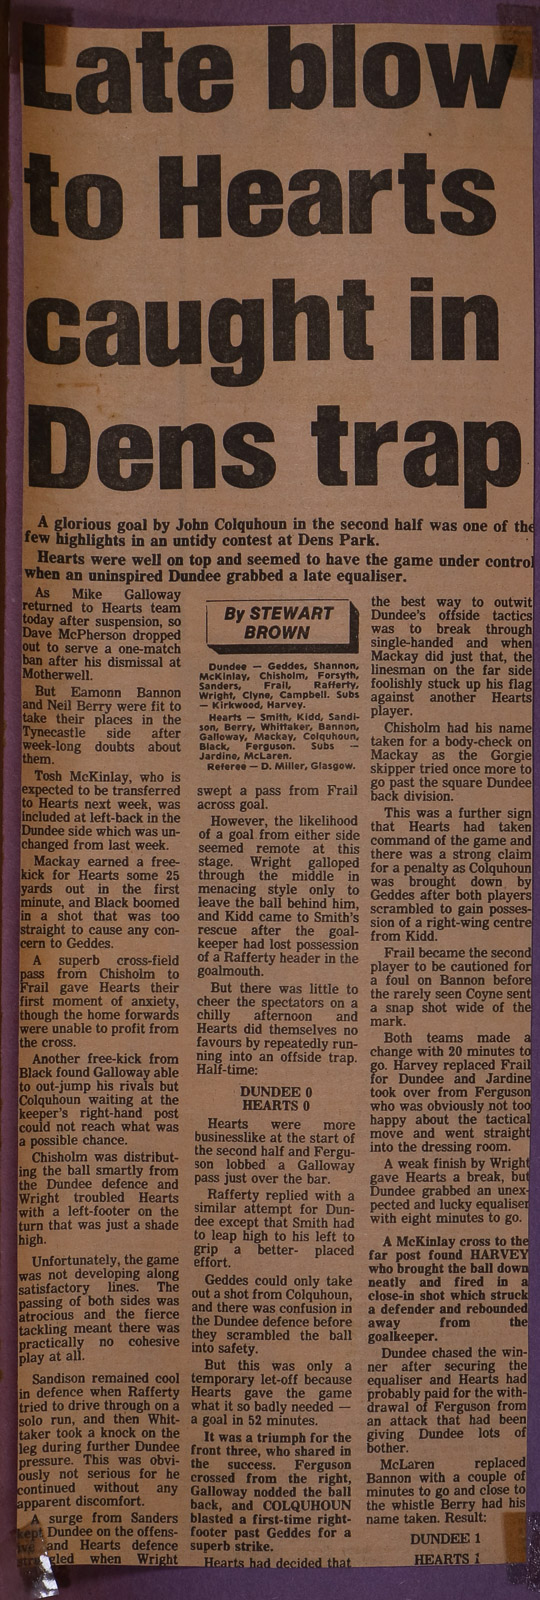 Late blow
to Hearts
caught in
Dens trap
A glorious goal by John Colquhoun in the second half was one of the
few highlights in an untidy contest at Dens Park.
Hearts were well on top and seemed to have the game under control
when an uninspired Dundee grabbed a late equaliser.
As Mike Galloway
returned to Hearts team
today after suspension, so
Dave McPherson dropped
out to serve a one-match
ban after his dismissal at
Motherwell.
But Eamonn Bannon
and Neil Berry were fit to
take their places in the
Tynecastle side after
week-long doubts about
them.
Tosh McKinlay, who is
expected to be transferred
to Hearts next week, was
included at left-back in the
Dundee side which was un-
changed from last week.
Mackay earned a free-
kick for Hearts some 25
yards out in the first
minute, and Black boomed
in a shot that was too
straight to cause any con-
cern to Geddes.
A superb cross-field
pass from Chisholm to
Frail gave Hearts their
first moment of anxiety,
though the home forwards
were unable to profit from
the cross.
Another free-kick from
Black found Galloway able
to out-jump his rivals but
Colquhoun waiting at the
keeper's right-hand post
could not reach what was
a possible chance.
Chisholm was distribut-
ing the ball smartly from
the Dundee defence and
Wright troubled Hearts
with a left-footer on the
turn that was just a shade
high.
Unfortunately, the game
was not developing along
satisfactory lines. The
passing of both sides was
atrocious and the fierce
tackling meant there was
practically no cohesive
play at all.
Sandison remained cool
in defence when Rafferty
tried to drive through on a
solo run, and then Whit-
taker took a knock on the
leg during further Dundee
pressure. This was obvi-
ously not serious for he
continued without any
apparent discomfort.
A surge from Sanders
kept Dundee on the offens-
ive and Hearts defence
when Wright
By STEWART
BROWN
Dundee — Geddes, Shannon,
McKinlay, Chisholm, Forsyth,
Sanders, Frail, Rafferty,
Wright, Clyne, Campbell. Subs
— Kirkwood, Harvey.
Hearts — Smith, Kidd, Sandi-
son, Berry, Whittaker, Bannon,
Galloway, Mackay, Colquhoun,
Black, Ferguson. Subs —
Jardine, McLaren.
Referee — D. Miller, Glasgow.
swept a pass from Frail
across goal.
However, the likelihood
of a goal from either side
seemed remote at this
stage. Wright galloped
through the middle in
menacing style only to
leave the ball behind him,
and Kidd came to Smith's
rescue after the goal-
keeper had lost possession
of a Rafferty header in the
goalmouth.
But there was little to
cheer the spectators on a
chilly afternoon and
Hearts did themselves no
favours by repeatedly run-
ning into an offside trap.
Half-time:
DUNDEE 0
HEARTS 0
Hearts were more
businesslike at the start of
the second half and Fergu-
son lobbed a Galloway
pass just over the bar.
Rafferty replied with a
similar attempt for Dun-
dee except that Smith had
to leap high to his left to
grip a better- placed
effort.
Geddes could only take
out a shot from Colquhoun,
and there was confusion in
the Dundee defence before
they scrambled the ball
into safety.
But this was only a
temporary let-off because
Hearts gave the game
what it so badly needed —
a goal in 52 minutes.
It was a triumph for the
front three, who shared in
the success. Ferguson
crossed from the right,
Galloway nodded the ball
back, and COLQUHOUN
blasted a first-time right-
footer past Geddes for a
superb strike.
Hearts had decided that
the best way to outwit
Dundee's offside tactics
was to break through
single-handed and when
Mackay did just that, the
linesman on the far side
foolishly stuck up his flag
against another Hearts
player.
Chisholm had his name
taken for a body-check on
Mackay as the Gorgie
skipper tried once more to
go past the square Dundee
back division.
This was a further sign
that Hearts had taken
command of the game and
there was a strong claim
for a penalty as Colquhoun
was brought down by
Geddes after both players
scrambled to gain posses-
sion of a right-wing centre
from Kidd.
Frail became the second
player to be cautioned for
a foul on Bannon before
the rarely seen Coyne sent
a snap shot wide of the
mark.
Both teams made a
change with 20 minutes to
go. Harvey replaced Frail
for Dundee and Jardine
took over from Ferguson
who was obviously not too
happy about the tactical
move and went straight
into the dressing room.
A weak finish by Wright
gave Hearts a break, but
Dundee grabbed an unex-
pected and lucky equaliser
with eight minutes to go.
A McKinlay cross to the
far post found HARVEY
who brought the ball down
neatly and fired in a
close-in shot which struck
a defender and rebounded
away from the
goalkeeper.
Dundee chased the win-
ner after securing the
equaliser and Hearts had
probably paid for the with-
drawal of Ferguson from
an attack that had been
giving Dundee lots of
bother.
McLaren replaced
Bannon with a couple of
minutes to go and close to
the whistle Berry had his
name taken. Result:
DUNDEE 1
HEARTS 1